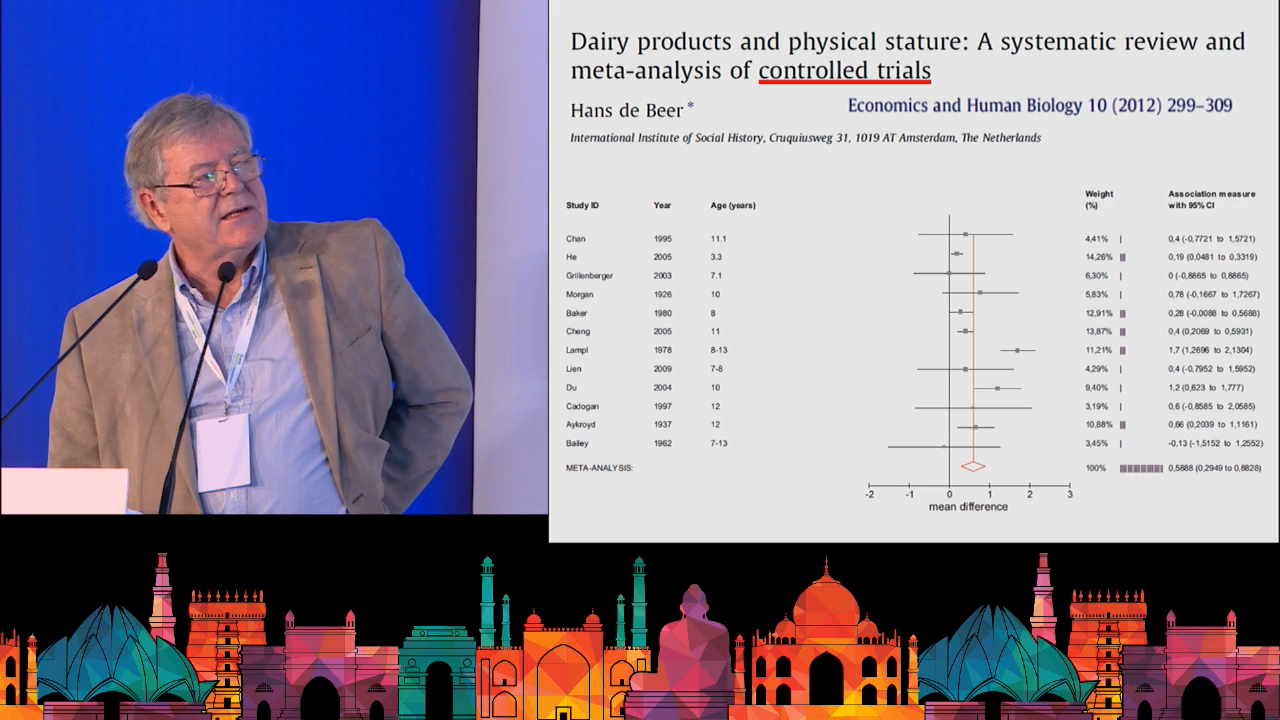 Dairy products and physical stature: A systematic review and
meta-analysis of controlled trials
Hans de Beer * Economics and Human Biology 10 (2012) 299–309
International Institute of Social History, Cruquiusweg 31, 1019 AT Amsterdam, The Netherlands
Weight Association measure
Study ID Year Age (years) (%) with 95% CI
Chan 1995 11.1 4,41% 0,4 (-0,7721 to 1,5721)
He 2005 3.3 14,26% 0,19 (0,0481 to 0,3319)
Grillenberger 2003 7.1 6,30% 0 (-0,8865 to 0,8865)
Morgan 1926 10 5,83% 0,78 (-0,1667 to 1,7267)
Baker 1980 8 12,91% 0,28 (-0,0088 to 0,5688)
Cheng 2005 11 13,87% 0,4 (0,2069 to 0,5931)
Lampl 1978 8-13 11,21% 1,7 (1,2696 to 2,1304)
Lien 2009 7-8 4,29% 0,4 (-0,7952 to 1,5952)
Du 2004 10 9,40% 1,2 (0,623 to 1,777)
Cadogan 1997 12 3,19% 0,6 (-0,8585 to 2,0585)
Aykroyd 1937 12 10,88% 0,66 (0,2039 to 1,1161)
Bailey 1962 7-13 3,45% -0,13 (-1,5152 to 1,2552)
META-ANALYSIS: 100% 0,5888 (0,2949 to 0,8828)
-2 -1 0 1 2 3
mean difference